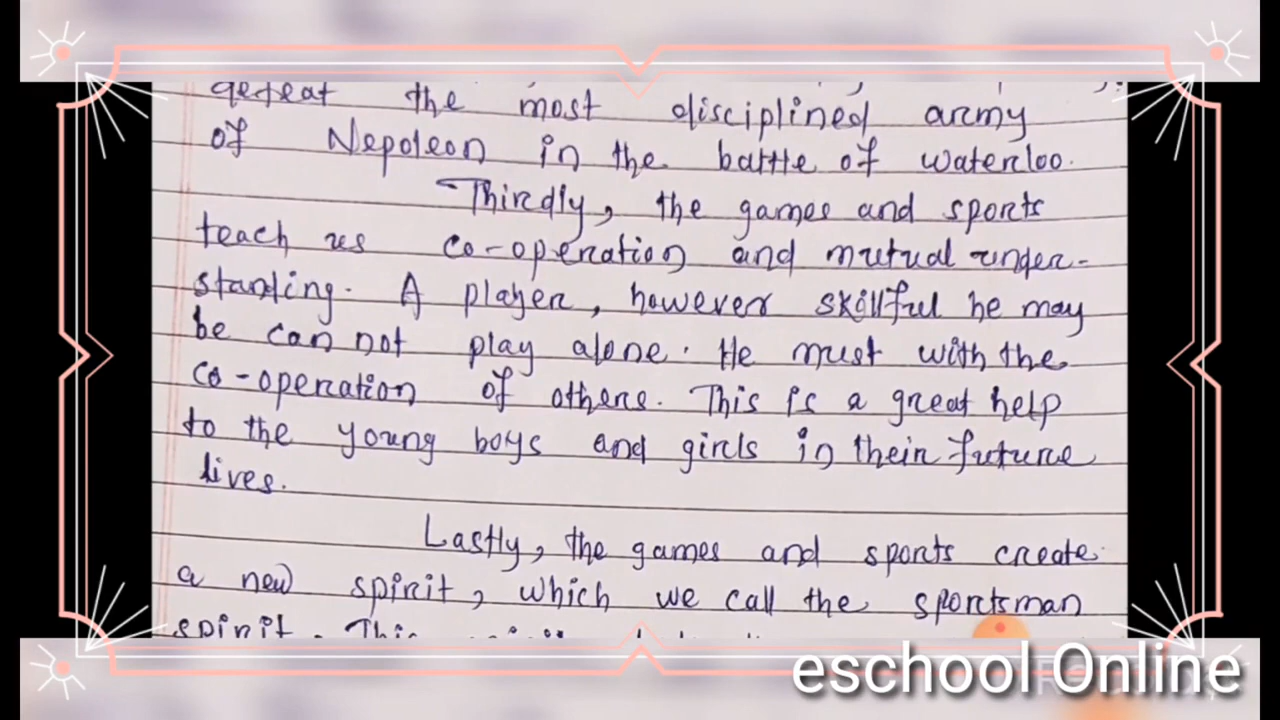 defeat the most disciplined army
of Nepoleon in the battle of waterloo.
Thirdly, the games and sports
teach us co-operation and mutual under-
standing. A player, however skillful he may
be can not play alone. He must with the
co-operation of others. This is a great help
to the young boys and girls in their future
lives.
Lastly, the games and sports create
a new spirit, which we call the sportsman
spirit. This
eschool Online